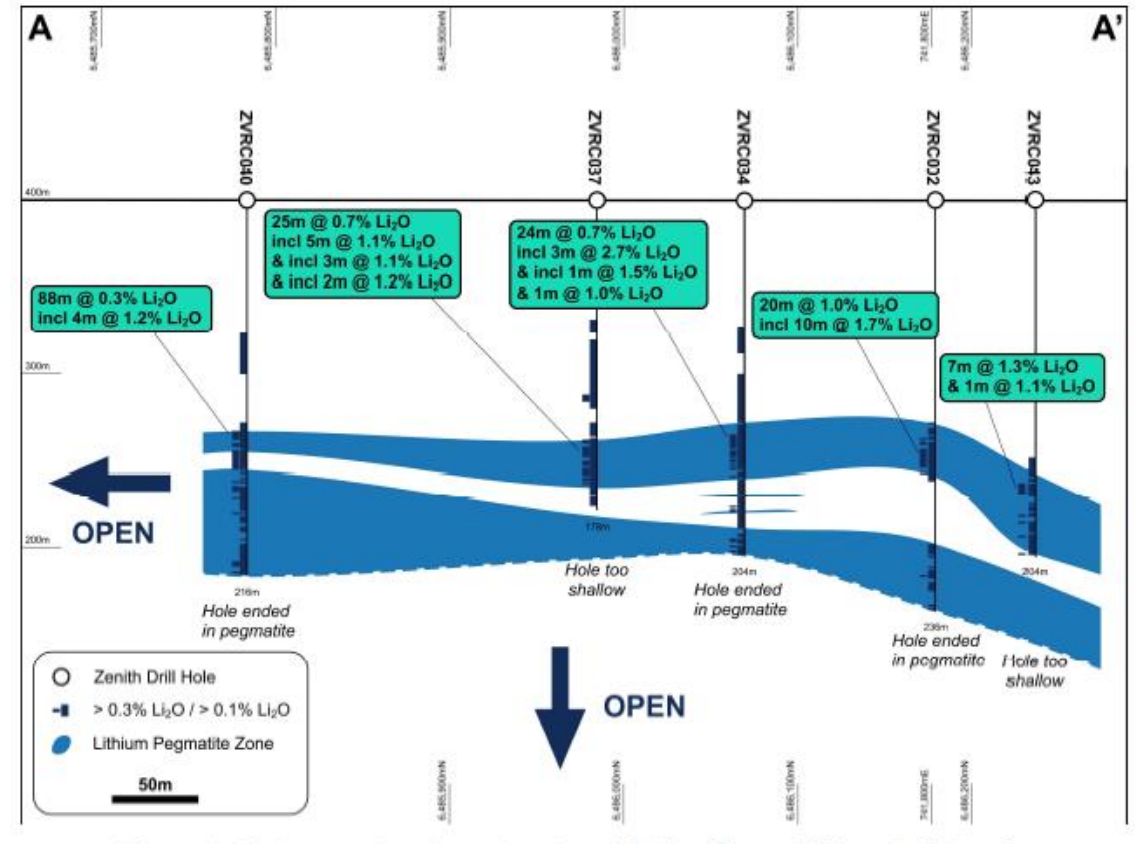 A
A’
6,485,700mN
6,485,800mN
6,485,900mN
6,486,000mN
6,486,100mN
741,800mE
6,486,200mN
ZVRC040
ZVRC037
ZVRC034
ZVRC032
ZVRC043
400m
25m @ 0.7% Li₂O
incl 5m @ 1.1% Li₂O
& incl 3m @ 1.1% Li₂O
& incl 2m @ 1.2% Li₂O
24m @ 0.7% Li₂O
incl 3m @ 2.7% Li₂O
& incl 1m @ 1.5% Li₂O
& 1m @ 1.0% Li₂O
88m @ 0.3% Li₂O
incl 4m @ 1.2% Li₂O
20m @ 1.0% Li₂O
incl 10m @ 1.7% Li₂O
7m @ 1.3% Li₂O
& 1m @ 1.1% Li₂O
300m
OPEN
200m
178m
Hole too
shallow
216m
Hole ended
in pegmatite
204m
Hole ended
in pegmatite
204m
236m
Hole ended
in pegmatite
Hole too
shallow
Zenith Drill Hole
> 0.3% Li₂O / > 0.1% Li₂O
Lithium Pegmatite Zone
50m
OPEN
6,485,900mN
6,486,000mN
6,486,100mN
741,800mE
6,486,200mN